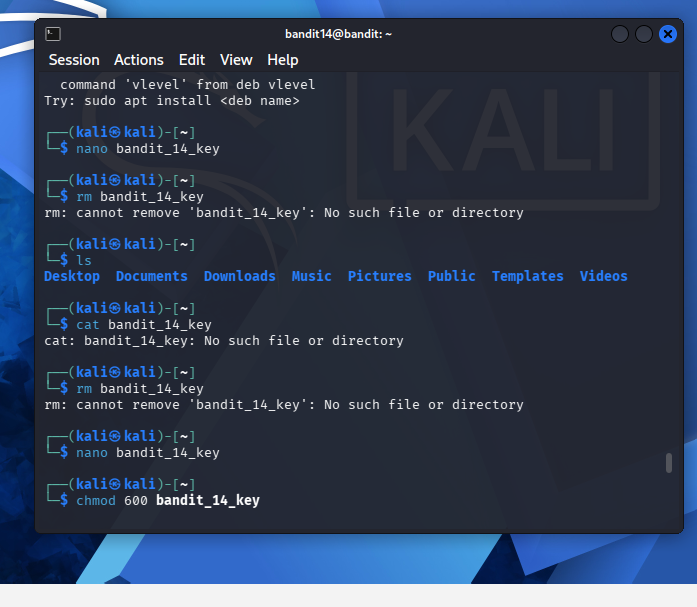 bandit14@bandit: ~
Session Actions Edit View Help
command 'vlevel' from deb vlevel
Try: sudo apt install <deb name>
┌──(kali㉿kali)-[~]
└─$ nano bandit_14_key
┌──(kali㉿kali)-[~]
└─$ rm bandit_14_key
rm: cannot remove 'bandit_14_key': No such file or directory
┌──(kali㉿kali)-[~]
└─$ ls
Desktop Documents Downloads Music Pictures Public Templates Videos
┌──(kali㉿kali)-[~]
└─$ cat bandit_14_key
cat: bandit_14_key: No such file or directory
┌──(kali㉿kali)-[~]
└─$ rm bandit_14_key
rm: cannot remove 'bandit_14_key': No such file or directory
┌──(kali㉿kali)-[~]
└─$ nano bandit_14_key
┌──(kali㉿kali)-[~]
└─$ chmod 600 bandit_14_key
KALI